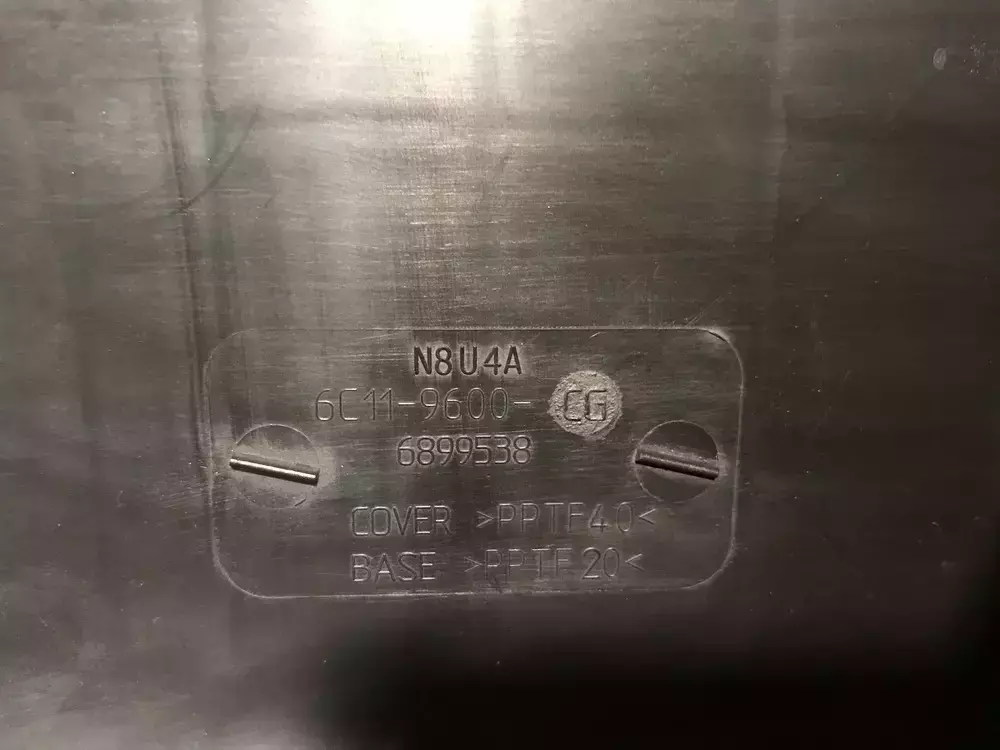 N8U4A
6C11-9600-CG
6899538
COVER >PPTF40<
BASE >PPTF20<